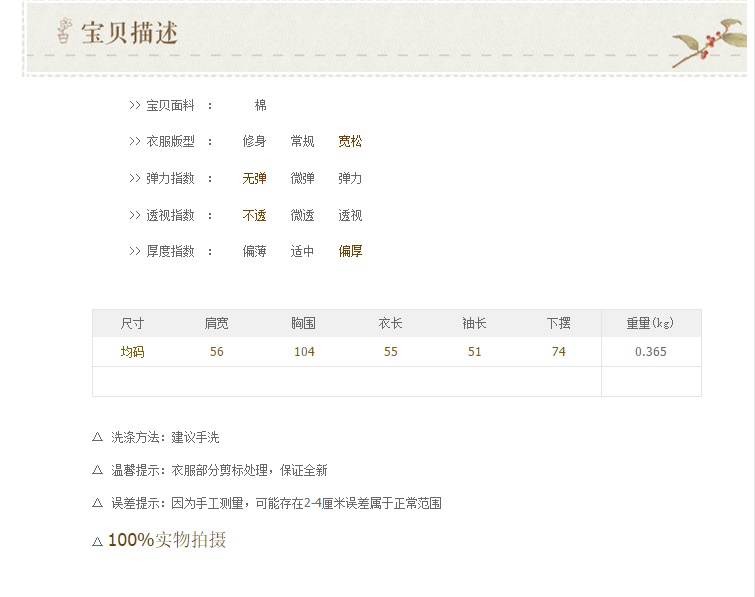 宝贝描述
>> 宝贝面料 : 棉
>> 衣服版型 : 修身 常规 宽松
>> 弹力指数 : 无弹 微弹 弹力
>> 透视指数 : 不透 微透 透视
>> 厚度指数 : 偏薄 适中 偏厚
尺寸 肩宽 胸围 衣长 袖长 下摆 重量(kg)
均码 56 104 55 51 74 0.365
△ 洗涤方法：建议手洗
△ 温馨提示：衣服部分剪标处理，保证全新
△ 误差提示：因为手工测量，可能存在2-4厘米误差属于正常范围
△ 100%实物拍摄